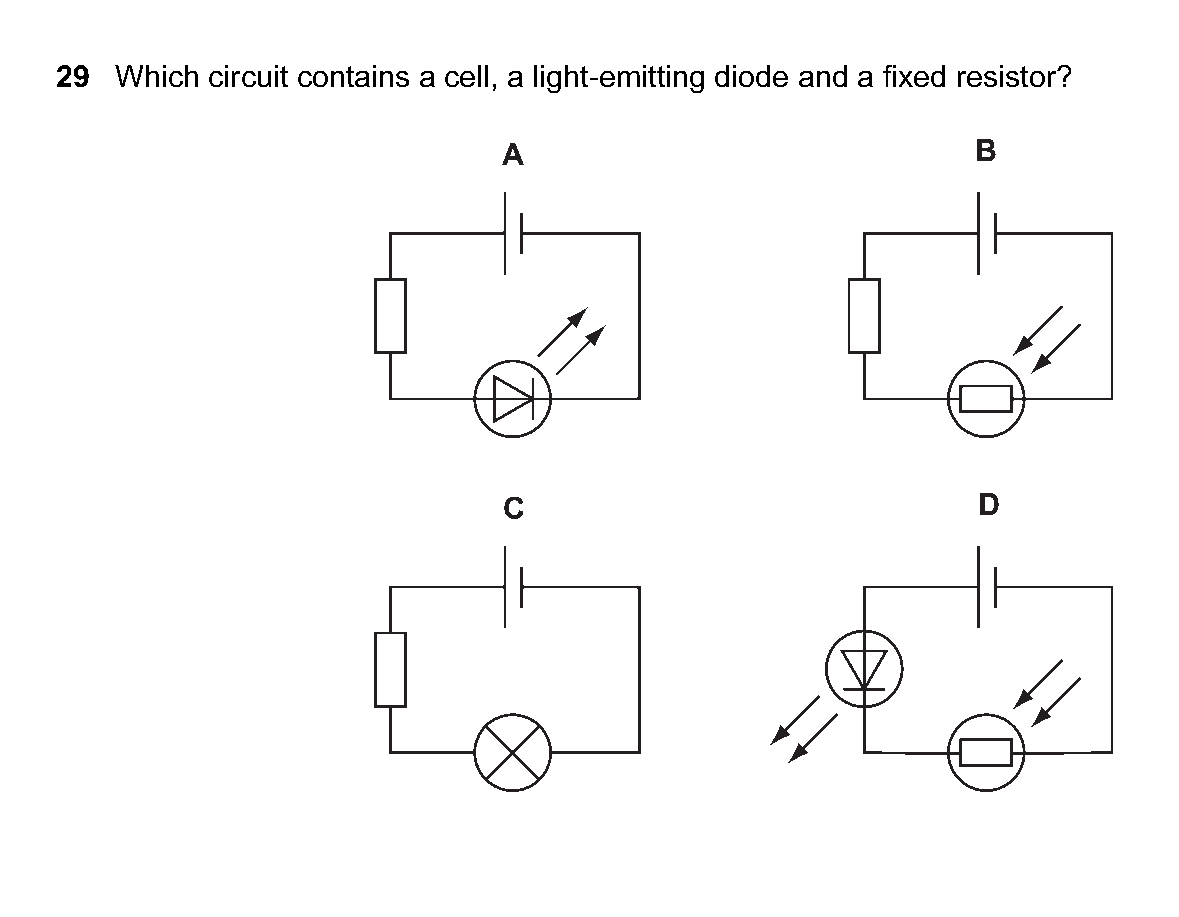 29 Which circuit contains a cell, a light-emitting diode and a fixed resistor?
A
B
C
D